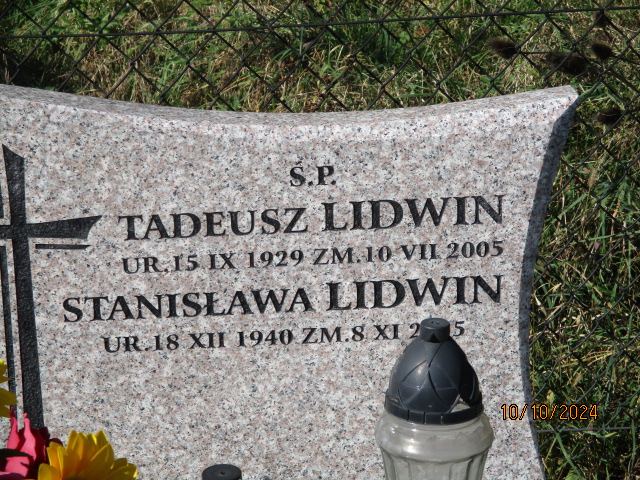 Ś.P.
TADEUSZ LIDWIN
UR.15 IX 1929 ZM.10 VII 2005
STANISŁAWA LIDWIN
UR.18 XII 1940 ZM.8 XI
10/10/2024